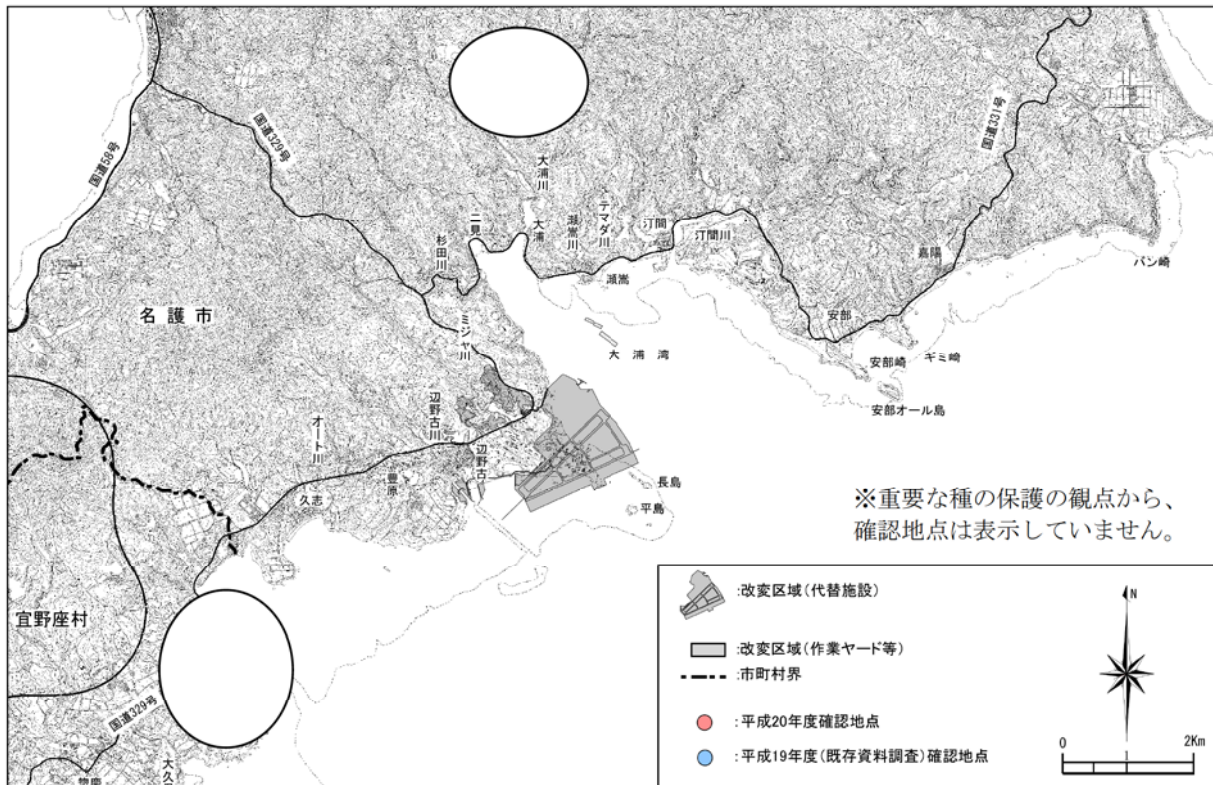 国道58号
国道329号
国道331号
大浦川
大浦
瀬嵩川
テマダ川
汀間
汀間川
二見
杉田川
瀬嵩
嘉陽
バン崎
名護市
ミジャ川
大浦湾
安部
安部崎
ギミ崎
安部オール島
辺野古川
辺野古
オート川
久志
豊原
長島
平島
※重要な種の保護の観点から、
確認地点は表示していません。
宜野座村
国道329号
:改変区域(代替施設)
:改変区域(作業ヤード等)
:市町村界
:平成20年度確認地点
:平成19年度(既存資料調査)確認地点
N
0 1 2Km